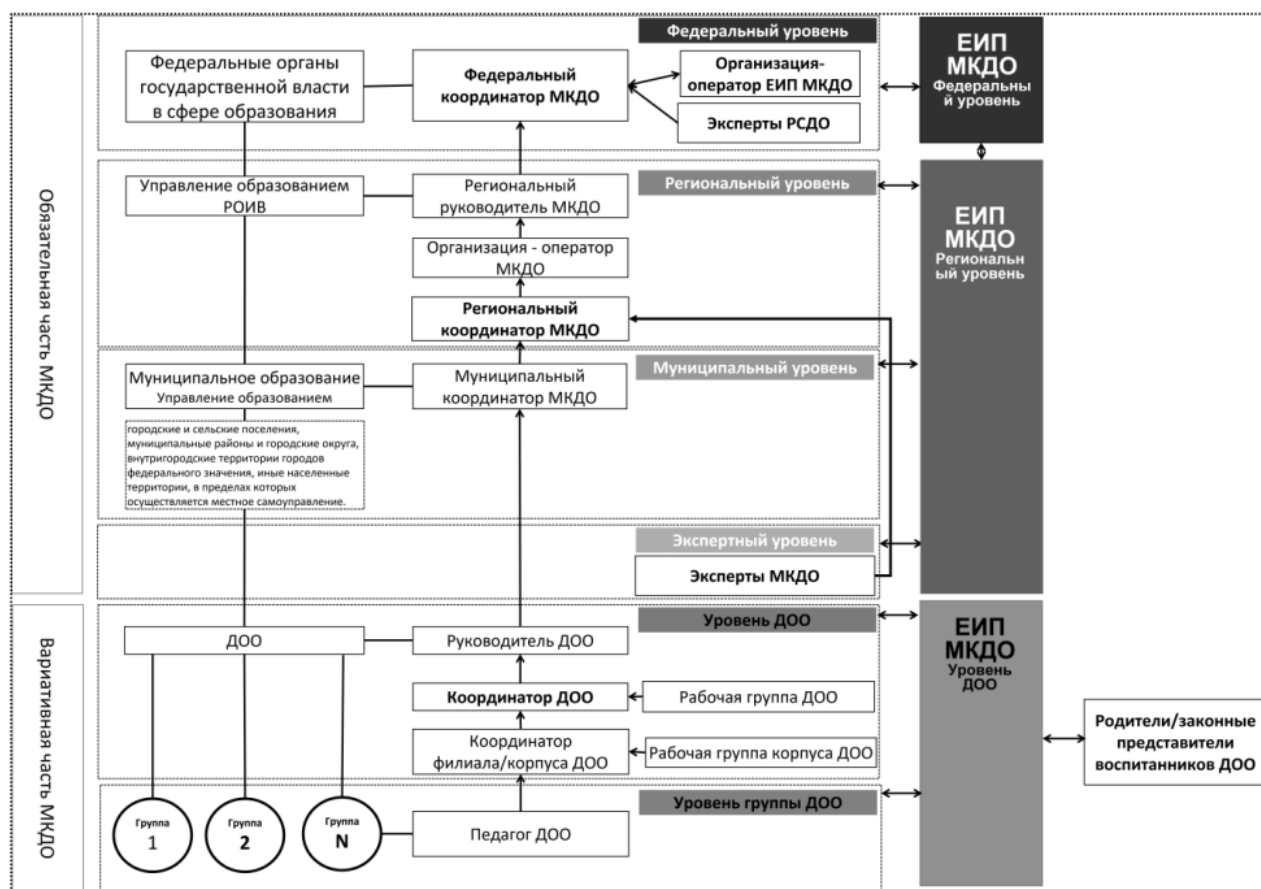 Обязательная часть МКДО
Федеральный уровень
Федеральные органы
государственной власти
в сфере образования
Федеральный
координатор МКДО
Организация-
оператор ЕИП МКДО
Эксперты РСДО
ЕИП
МКДО
Федеральны
й уровень
Региональный уровень
Управление образованием
РОИВ
Региональный
руководитель МКДО
Организация - оператор
МКДО
Региональный
координатор МКДО
ЕИП
МКДО
Региональн
ый уровень
Муниципальный уровень
Муниципальное образование
Управление образованием
Муниципальный
координатор МКДО
городские и сельские поселения,
муниципальные районы и городские округа,
внутригородские территории городов
федерального значения, иные населенные
территории, в пределах которых
осуществляется местное самоуправление.
Экспертный уровень
Эксперты МКДО
Вариативная часть МКДО
Уровень ДОО
ДОО
Руководитель ДОО
Координатор ДОО
Рабочая группа ДОО
Координатор
филиала/корпуса ДОО
Рабочая группа корпуса ДОО
ЕИП
МКДО
Уровень
ДОО
Родители/законные
представители
воспитанников ДОО
Уровень группы ДОО
Группа
1
Группа
2
Группа
N
Педагог ДОО